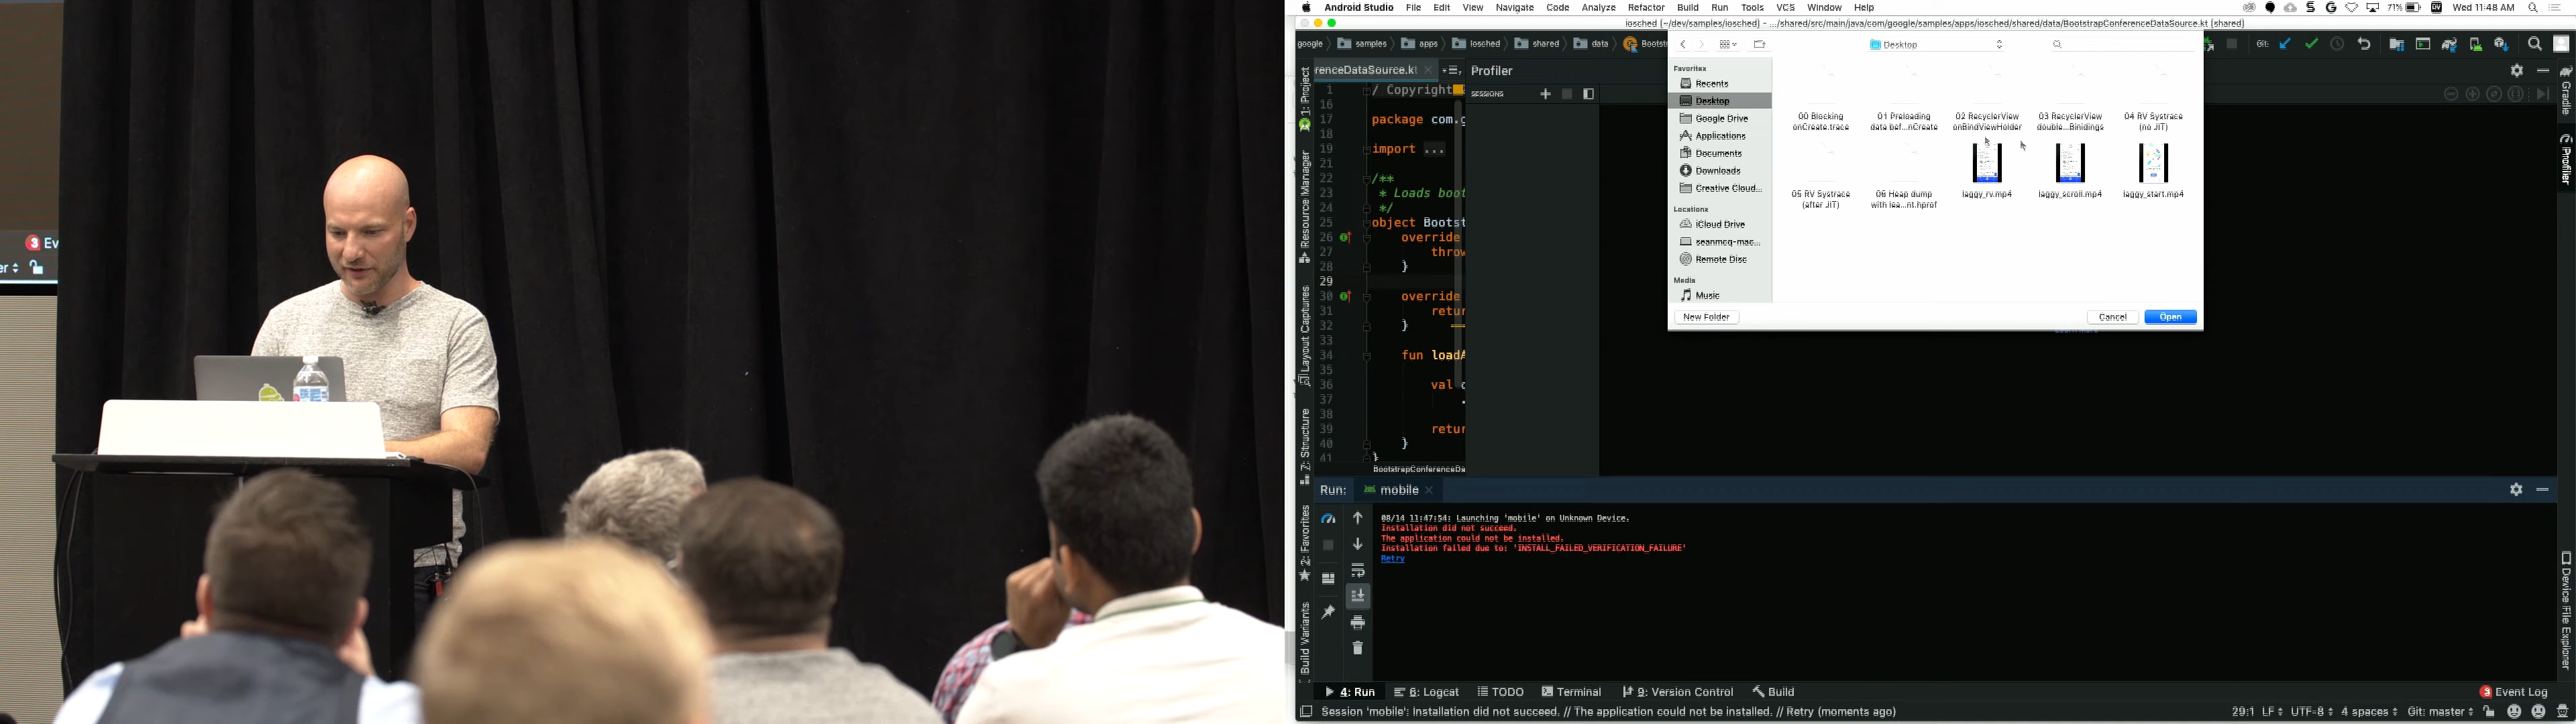 3 Ev
er
Android Studio File Edit View Navigate Code Analyze Refactor Build Run Tools VCS Window Help
71% Wed 11:48 AM
iosched [~/dev/samples/iosched] - .../shared/src/main/java/com/google/samples/apps/iosched/shared/data/BootstrapConferenceDataSource.kt [shared]
google samples apps iosched shared data Bootst
Desktop
Git:
renceDataSource.kt
Profiler
SESSIONS
1 / Copyright
16
17 package com.g
18
19 import ...
21
22 /**
23 * Loads boot
24 */
25 object Bootst
26 override
27 throw
28 }
29
30 override
31 retur
32 }
33
34 fun loadA
35
36 val c
37 .
38
39 retur
40 }
41 }
BootstrapConferenceDa
Favorites
Recents
Desktop
Google Drive
Applications
Documents
Downloads
Creative Cloud...
Locations
iCloud Drive
seanmcq-mac...
Remote Disc
Media
Music
00 Blocking
onCreate.trace
01 Preloading
data bef...nCreate
02 RecyclerView
onBindViewHolder
03 RecyclerView
double...Binidings
04 RV Systrace
(no JIT)
05 RV Systrace
(after JIT)
06 Heap dump
with lea...nt.hprof
laggy_rv.mp4
laggy_scroll.mp4
laggy_start.mp4
New Folder
Cancel
Open
1: Project
Resource Manager
Layout Captures
7: Structure
2: Favorites
Build Variants
Gradle
Profiler
Device File Explorer
Run: mobile
08/14 11:47:54: Launching 'mobile' on Unknown Device.
Installation did not succeed.
The application could not be installed.
Installation failed due to: 'INSTALL_FAILED_VERIFICATION_FAILURE'
Retry
4: Run 6: Logcat TODO Terminal 9: Version Control Build
3 Event Log
Session 'mobile': Installation did not succeed. // The application could not be installed. // Retry (moments ago)
29:1 LF UTF-8 4 spaces Git: master